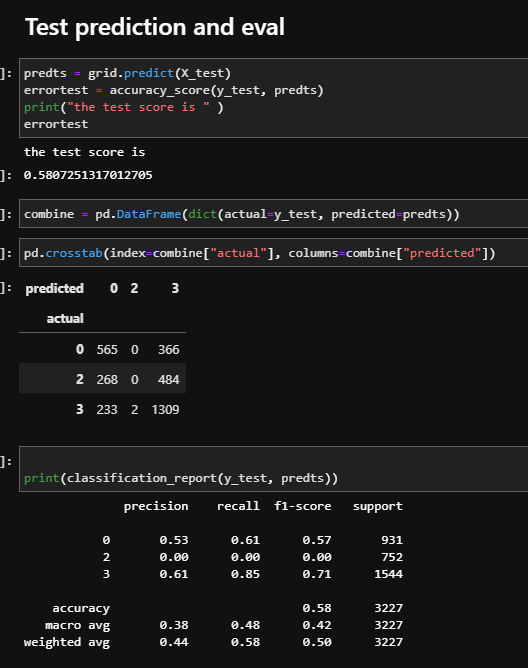 Test prediction and eval
]: predts = grid.predict(X_test)
errortest = accuracy_score(y_test, predts)
print("the test score is " )
errortest
the test score is
]: 0.5807251317012705
]: combine = pd.DataFrame(dict(actual=y_test, predicted=predts))
]: pd.crosstab(index=combine["actual"], columns=combine["predicted"])
]: predicted 0 2 3
actual
0 565 0 366
2 268 0 484
3 233 2 1309
]:
print(classification_report(y_test, predts))
precision recall f1-score support
0 0.53 0.61 0.57 931
2 0.00 0.00 0.00 752
3 0.61 0.85 0.71 1544
accuracy 0.58 3227
macro avg 0.38 0.48 0.42 3227
weighted avg 0.44 0.58 0.50 3227